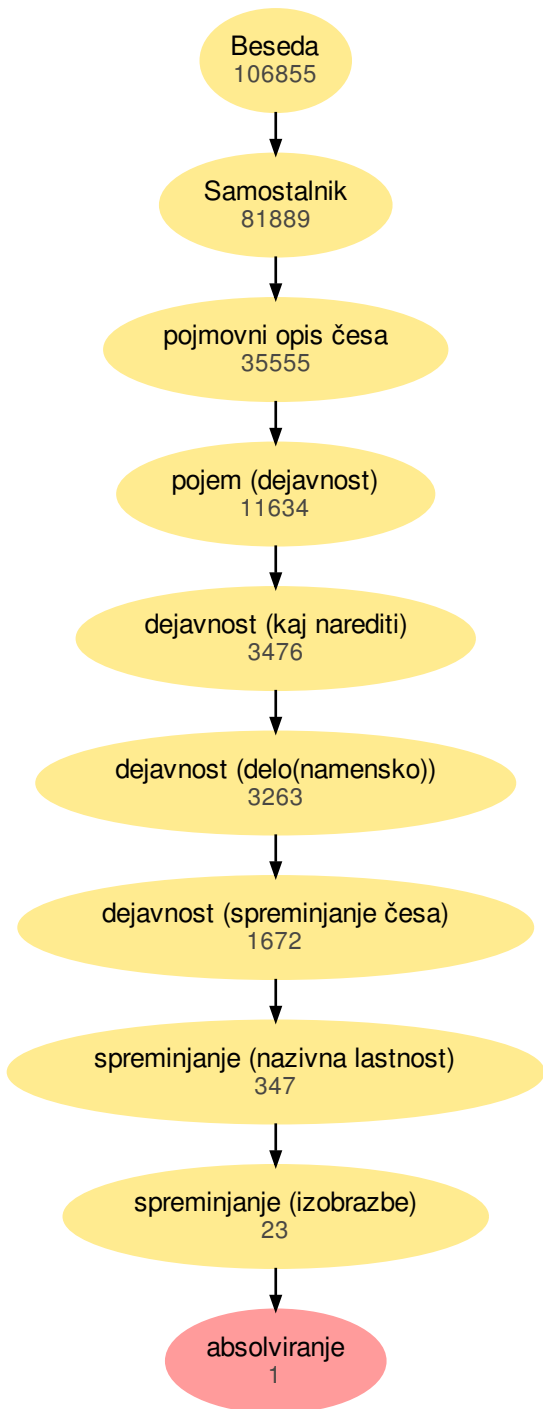 Beseda
106855
Samostalnik
81889
pojmovni opis česa
35555
pojem (dejavnost)
11634
dejavnost (kaj narediti)
3476
dejavnost (delo(namensko))
3263
dejavnost (spreminjanje česa)
1672
spreminjanje (nazivna lastnost)
347
spreminjanje (izobrazbe)
23
absolviranje
1